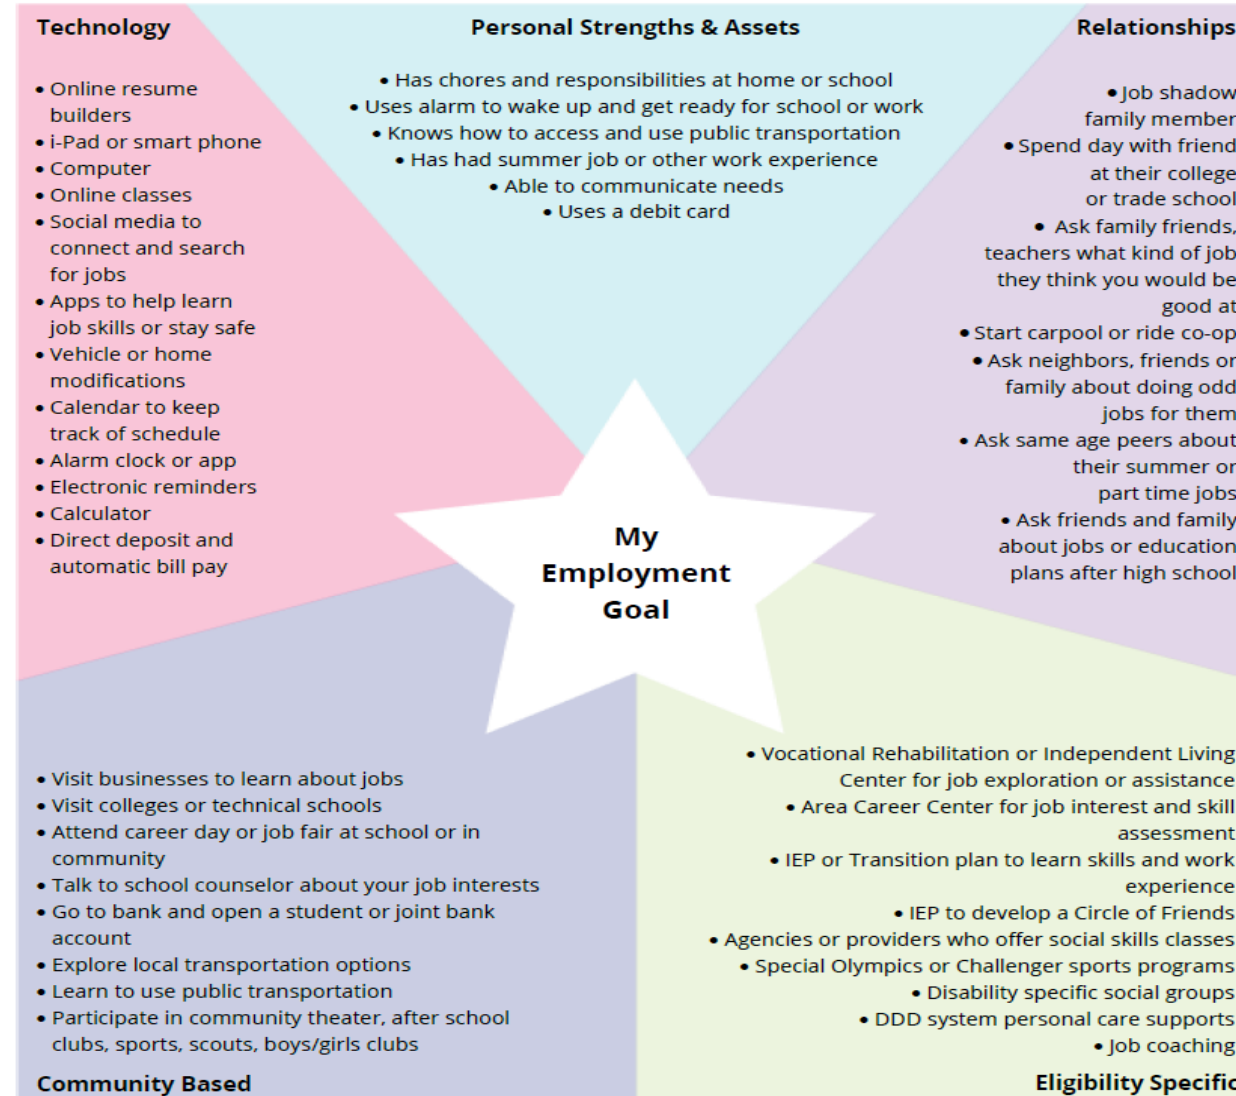 Technology
• Online resume
builders
• i-Pad or smart phone
• Computer
• Online classes
• Social media to
connect and search
for jobs
• Apps to help learn
job skills or stay safe
• Vehicle or home
modifications
• Calendar to keep
track of schedule
• Alarm clock or app
• Electronic reminders
• Calculator
• Direct deposit and
automatic bill pay
Personal Strengths & Assets
• Has chores and responsibilities at home or school
• Uses alarm to wake up and get ready for school or work
• Knows how to access and use public transportation
• Has had summer job or other work experience
• Able to communicate needs
• Uses a debit card
Relationships
• Job shadow
family member
• Spend day with friend
at their college
or trade school
• Ask family friends,
teachers what kind of job
they think you would be
good at
• Start carpool or ride co-op
• Ask neighbors, friends or
family about doing odd
jobs for them
• Ask same age peers about
their summer or
part time jobs
• Ask friends and family
about jobs or education
plans after high school
My
Employment
Goal
• Visit businesses to learn about jobs
• Visit colleges or technical schools
• Attend career day or job fair at school or in
community
• Talk to school counselor about your job interests
• Go to bank and open a student or joint bank
account
• Explore local transportation options
• Learn to use public transportation
• Participate in community theater, after school
clubs, sports, scouts, boys/girls clubs
Community Based
• Vocational Rehabilitation or Independent Living
Center for job exploration or assistance
• Area Career Center for job interest and skill
assessment
• IEP or Transition plan to learn skills and work
experience
• IEP to develop a Circle of Friends
• Agencies or providers who offer social skills classes
• Special Olympics or Challenger sports programs
• Disability specific social groups
• DDD system personal care supports
• Job coaching
Eligibility Specific